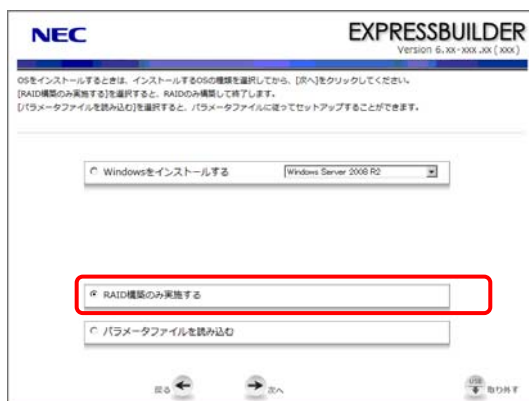 NEC
EXPRESSBUILDER
Version 6.xx-xxx.xx (xxx)
OSをインストールするときは、インストールするOSの種類を選択してから、[次へ]をクリックしてください。
[RAID構築のみ実施する]を選択すると、RAIDのみ構築して終了します。
[パラメータファイルを読み込む]を選択すると、パラメータファイルに従ってセットアップすることができます。
Windowsをインストールする
Windows Server 2008 R2
RAID構築のみ実施する
パラメータファイルを読み込む
戻る
次へ
USB
取り外す